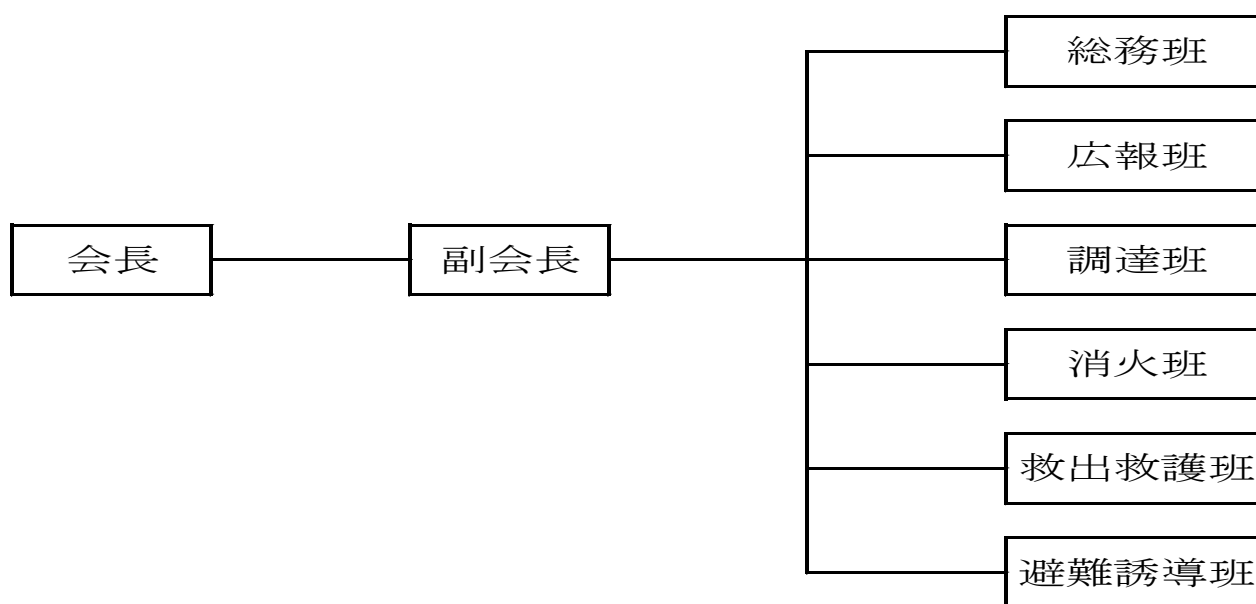 会長
副会長
総務班
広報班
調達班
消火班
救出救護班
避難誘導班